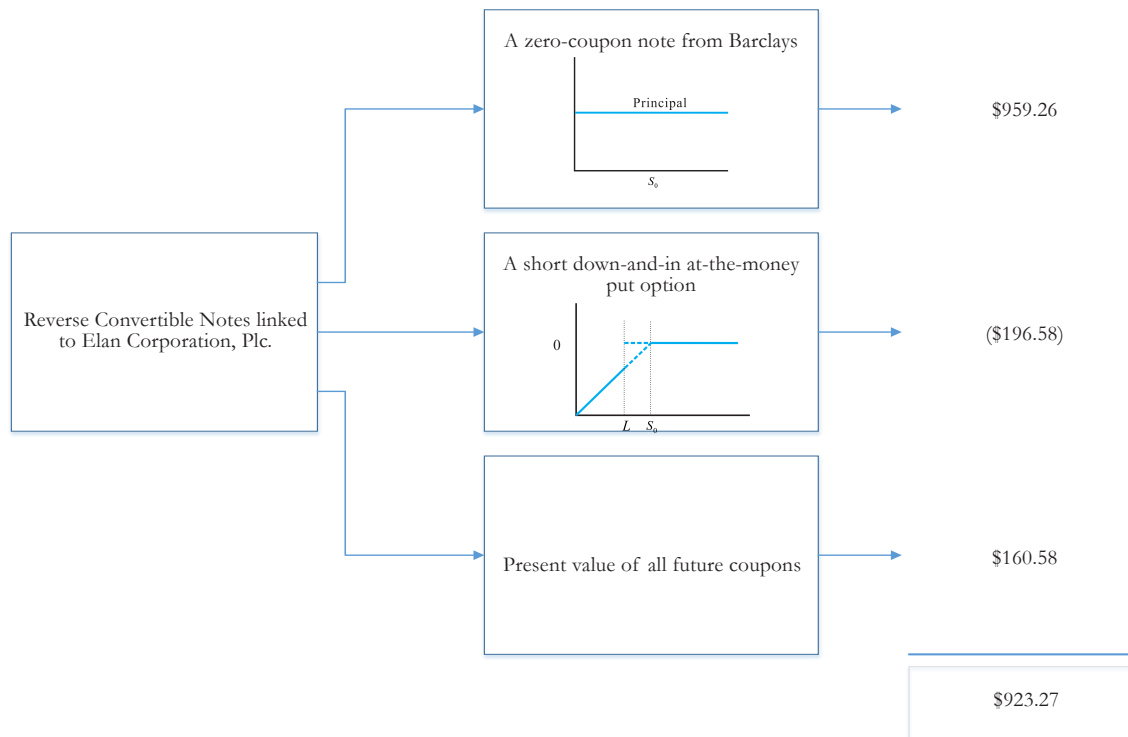 A zero-coupon note from Barclays
Principal
S₀
$959.26
Reverse Convertible Notes linked
to Elan Corporation, Plc.
A short down-and-in at-the-money
put option
0
L S₀
($196.58)
Present value of all future coupons
$160.58
$923.27